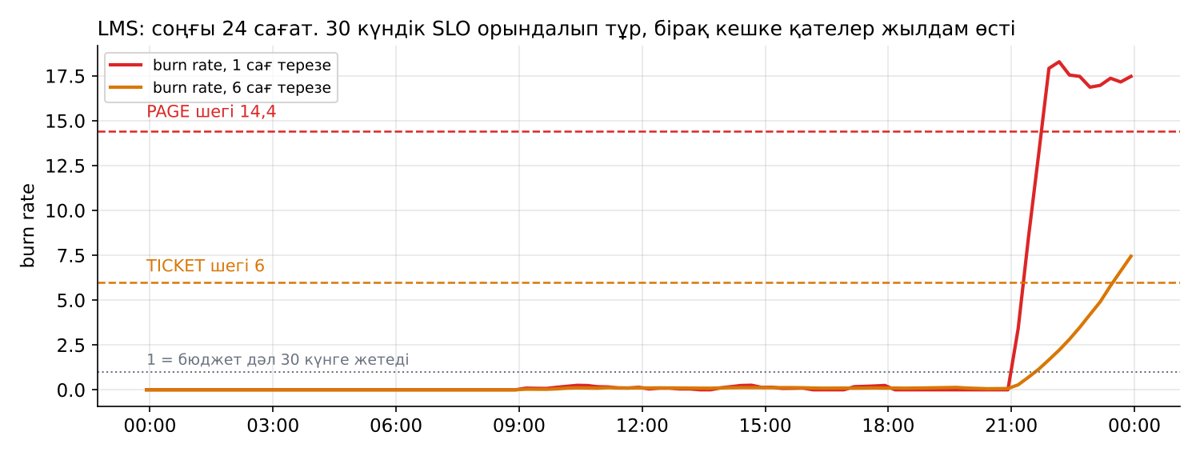 LMS: соңғы 24 сағат. 30 күндік SLO орындалып тұр, бірақ кешке қателер жылдам өсті
burn rate, 1 сағ терезе
burn rate, 6 сағ терезе
PAGE шегі 14,4
TICKET шегі 6
1 = бюджет дәл 30 күнге жетеді
burn rate
17.5
15.0
12.5
10.0
7.5
5.0
2.5
0.0
00:00 03:00 06:00 09:00 12:00 15:00 18:00 21:00 00:00